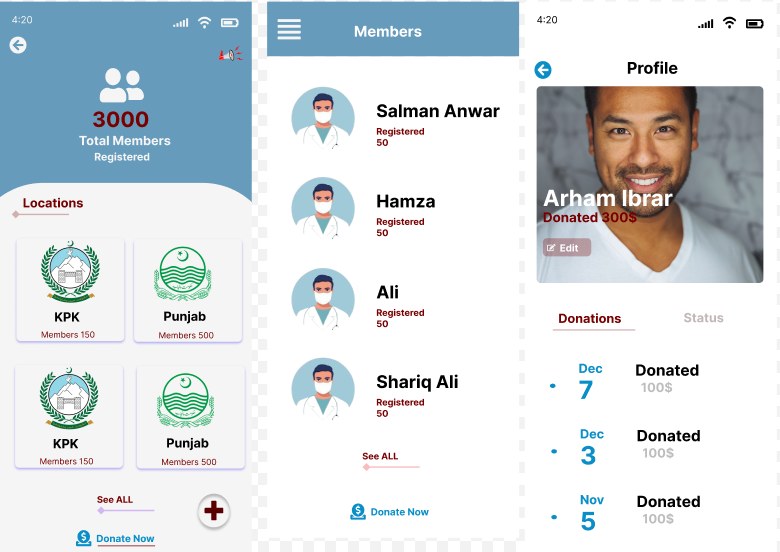 4:20
3000
Total Members
Registered
Locations
KPK
Members 150
Punjab
Members 500
KPK
Members 150
Punjab
Members 500
See ALL
Donate Now
Members
Salman Anwar
Registered
50
Hamza
Registered
50
Ali
Registered
50
Shariq Ali
Registered
50
See ALL
Donate Now
4:20
Profile
Arham Ibrar
Donated 300$
Edit
Donations
Status
Dec
7
Donated
100$
Dec
3
Donated
100$
Nov
5
Donated
100$